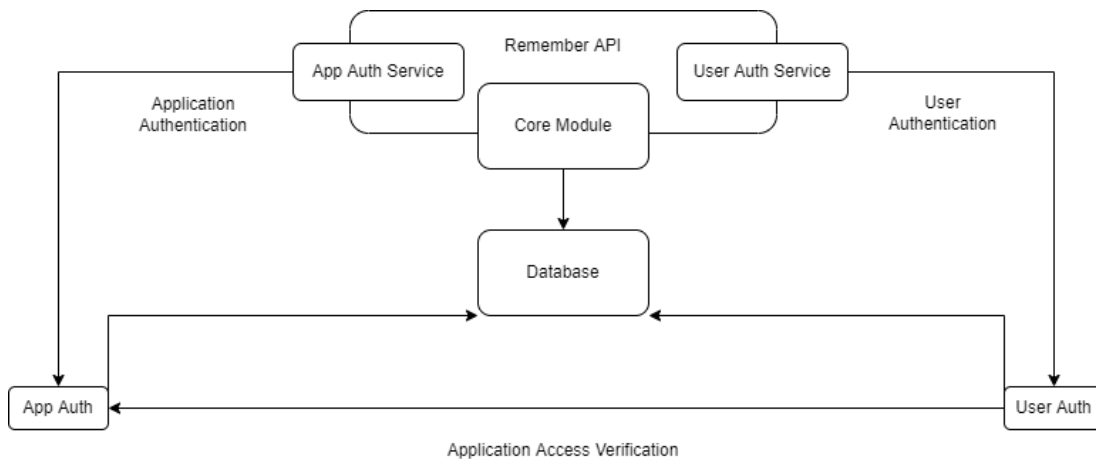 Remember API
App Auth Service
User Auth Service
Application
Authentication
User
Authentication
Core Module
Database
App Auth
User Auth
Application Access Verification